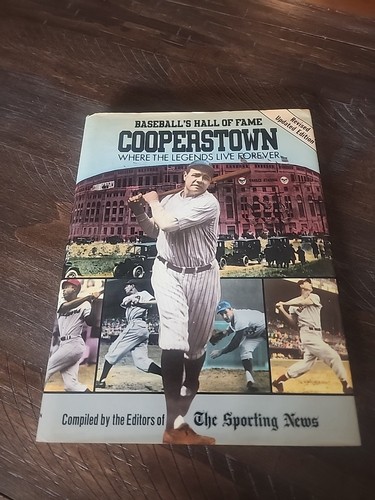 BASEBALL'S HALL OF FAME
Revised
Updated Edition
COOPERSTOWN
WHERE THE LEGENDS LIVE FOREVER
Compiled by the Editors of The Sporting News